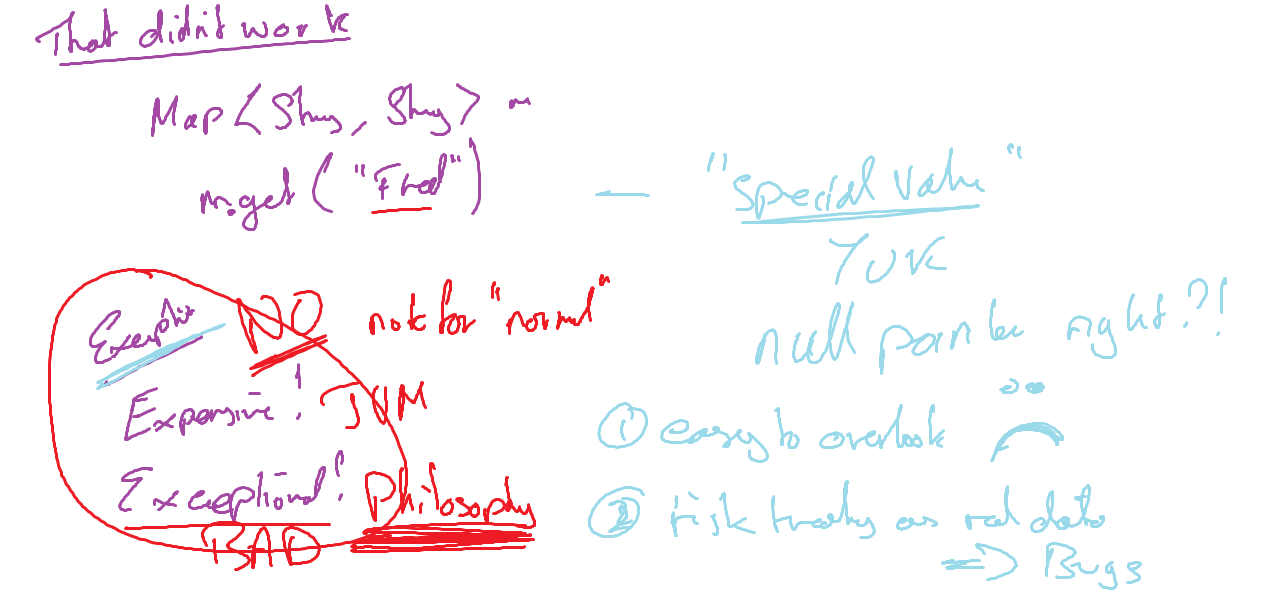 That didn't work
Map<String, String> m
m.get("Fred")
"special value"
YUK
null pointer right?!
Exception NO not for "normal"
Expensive! JVM
Exceptional! Philosophy
BAD
① easy to overlook
② risk treating as real data
=> Bugs